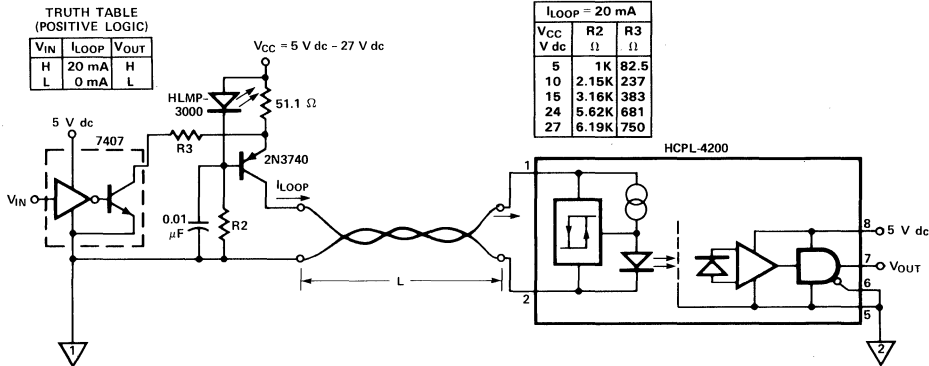 TRUTH TABLE
(POSITIVE LOGIC)
VIN ILOOP VOUT
H 20 mA H
L 0 mA L
VCC = 5 V dc – 27 V dc
ILOOP = 20 mA
VCC R2 R3
V dc Ω Ω
5 1K 82.5
10 2.15K 237
15 3.16K 383
24 5.62K 681
27 6.19K 750
HLMP-
3000
51.1 Ω
5 V dc
7407
R3
2N3740
HCPL-4200
VIN
ILOOP
1
0.01
μF
R2
L
2
8
5 V dc
7
VOUT
6
5
1
2